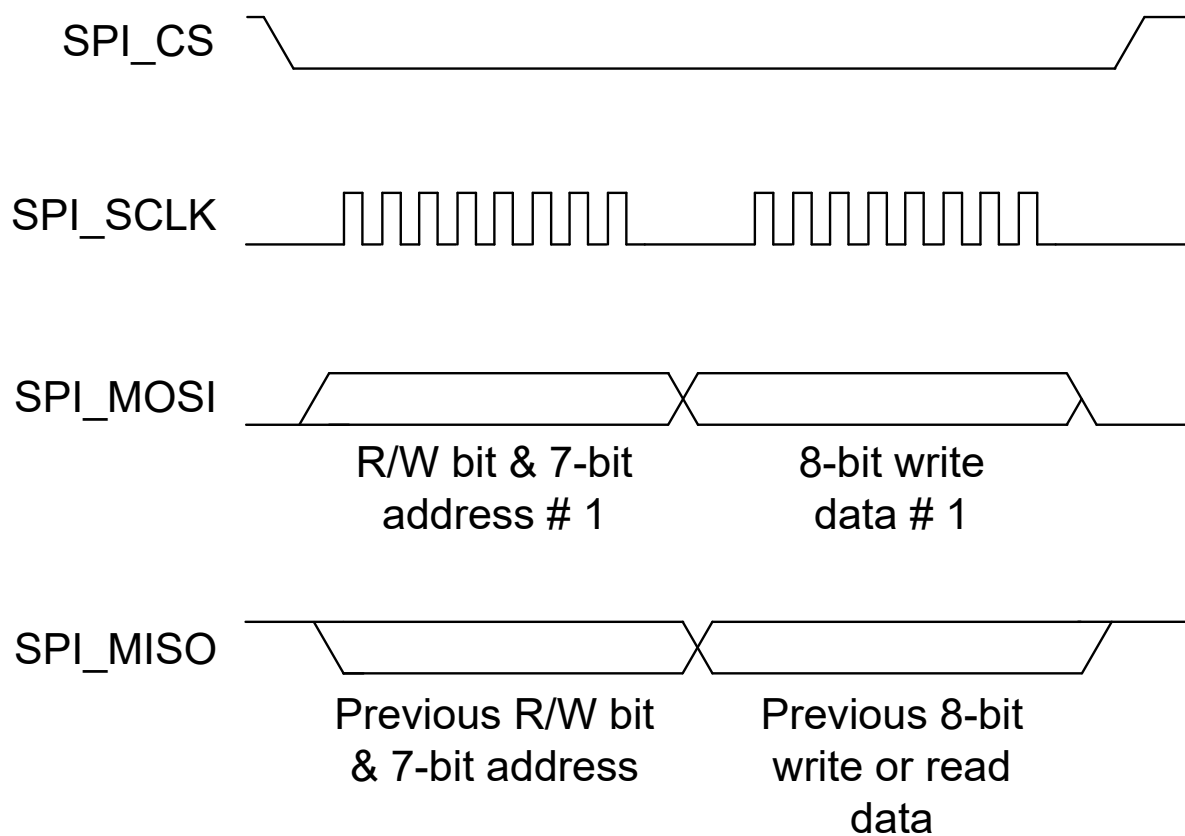 SPI_CS
SPI_SCLK
SPI_MOSI
R/W bit & 7-bit
address # 1
8-bit write
data # 1
SPI_MISO
Previous R/W bit
& 7-bit address
Previous 8-bit
write or read
data